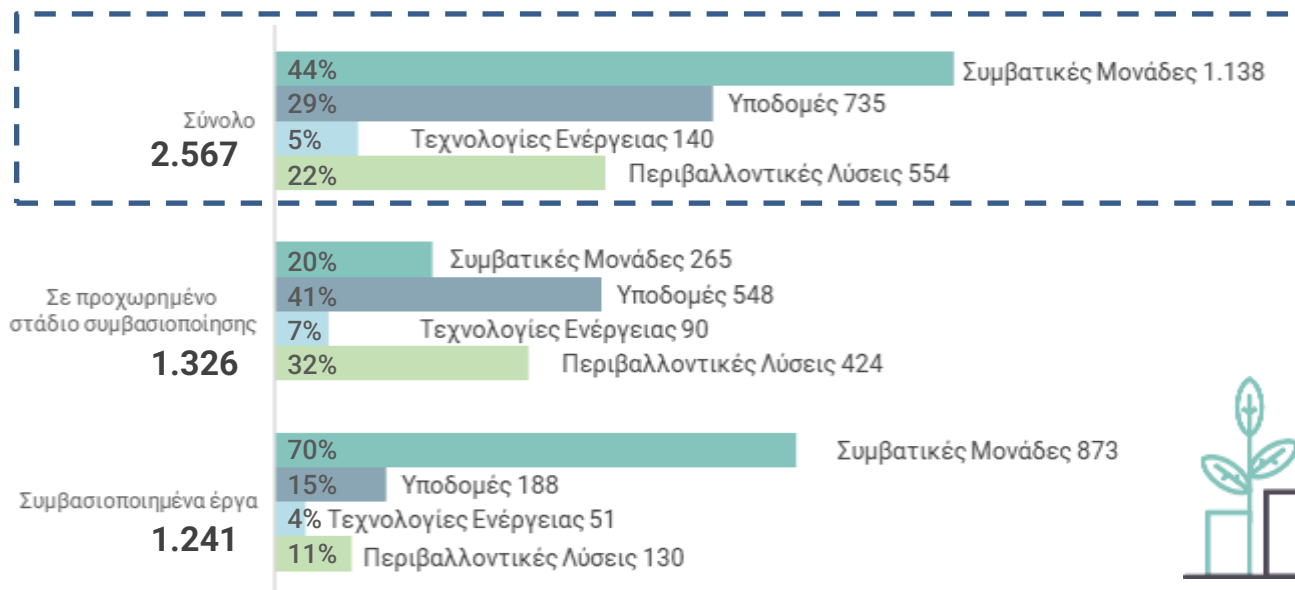 44%
Συμβατικές Μονάδες 1.138
29%
Υποδομές 735
Σύνολο
2.567
5%
Τεχνολογίες Ενέργειας 140
22%
Περιβαλλοντικές Λύσεις 554
20%
Συμβατικές Μονάδες 265
Σε προχωρημένο
στάδιο συμβασιοποίησης
1.326
41%
Υποδομές 548
7%
Τεχνολογίες Ενέργειας 90
32%
Περιβαλλοντικές Λύσεις 424
70%
Συμβατικές Μονάδες 873
Συμβασιοποιημένα έργα
1.241
15%
Υποδομές 188
4%
Τεχνολογίες Ενέργειας 51
11%
Περιβαλλοντικές Λύσεις 130